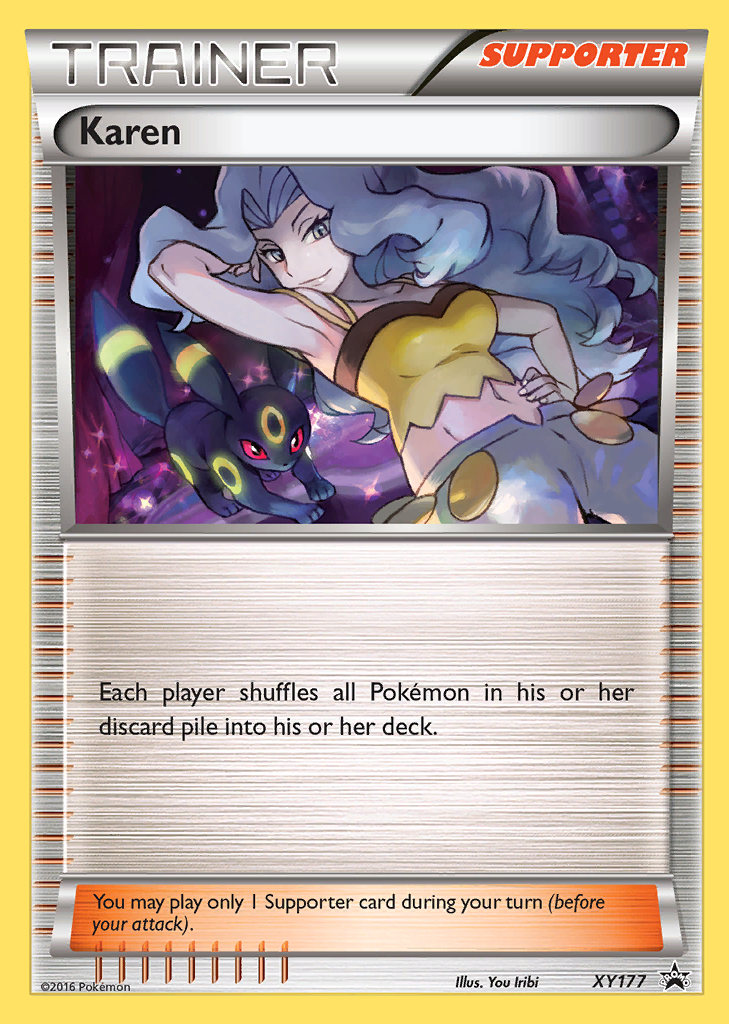 TRAINER
SUPPORTER
Karen
Each player shuffles all Pokémon in his or her
discard pile into his or her deck.
You may play only 1 Supporter card during your turn (before
your attack).
©2016 Pokémon
Illus. You Iribi
XY177
PROMO